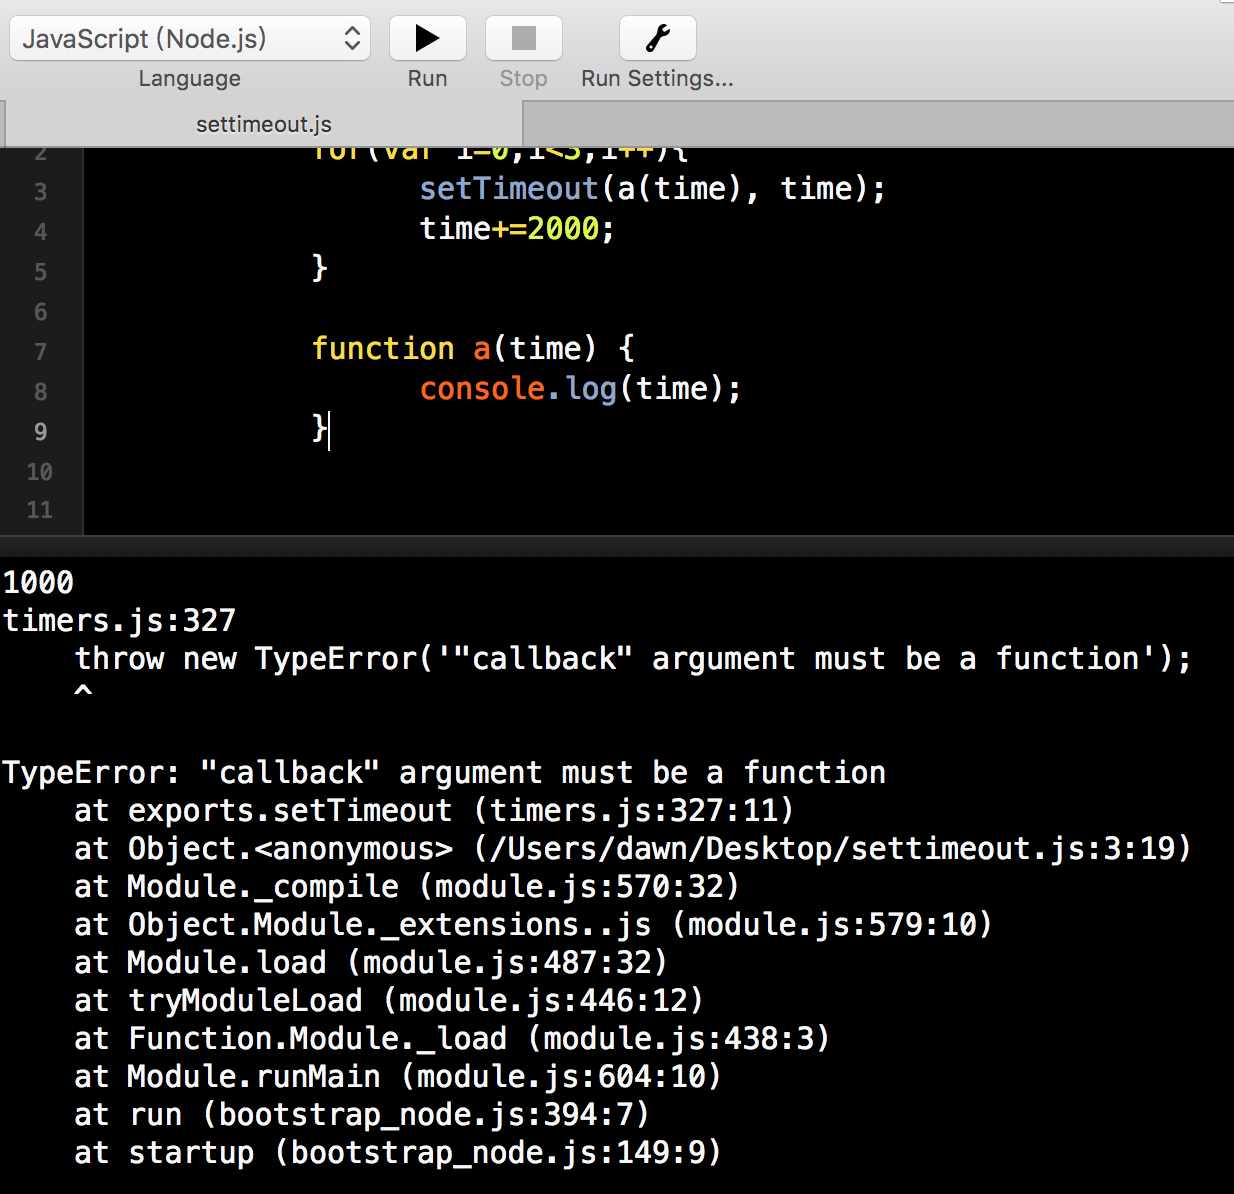 JavaScript (Node.js)
Language
Run
Stop
Run Settings...
settimeout.js
2 for(var i=0;i<3;i++){
3 setTimeout(a(time), time);
4 time+=2000;
5 }
6
7 function a(time) {
8 console.log(time);
9 }
10
11
1000
timers.js:327
throw new TypeError('"callback" argument must be a function');
^
TypeError: "callback" argument must be a function
at exports.setTimeout (timers.js:327:11)
at Object.<anonymous> (/Users/dawn/Desktop/settimeout.js:3:19)
at Module._compile (module.js:570:32)
at Object.Module._extensions..js (module.js:579:10)
at Module.load (module.js:487:32)
at tryModuleLoad (module.js:446:12)
at Function.Module._load (module.js:438:3)
at Module.runMain (module.js:604:10)
at run (bootstrap_node.js:394:7)
at startup (bootstrap_node.js:149:9)